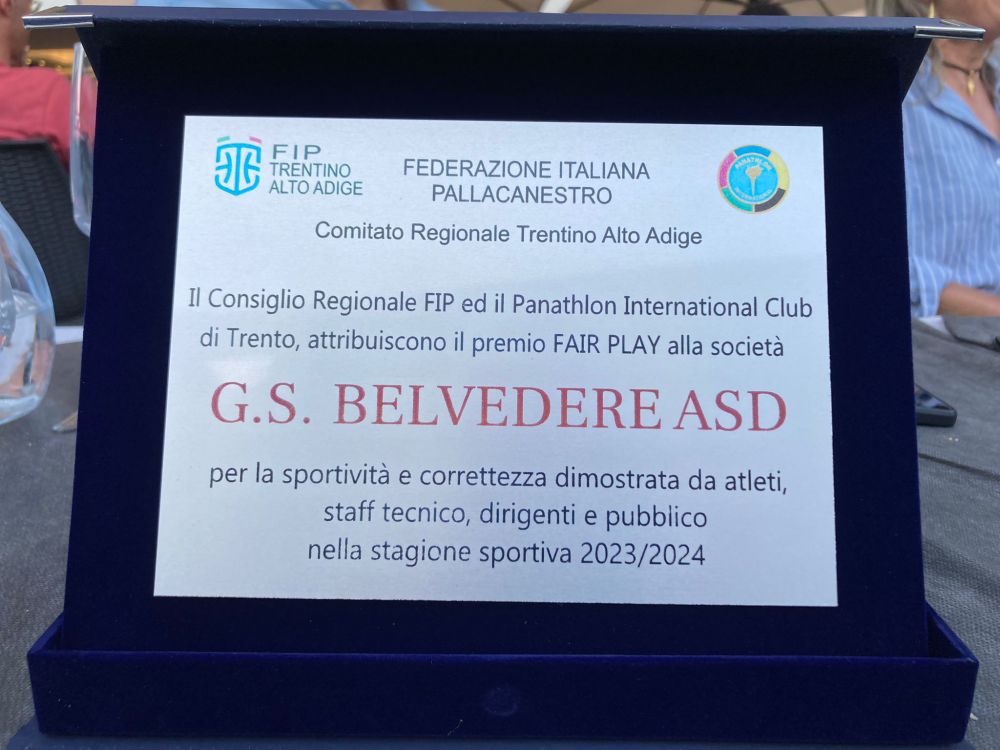 FIP
TRENTINO
ALTO ADIGE
FEDERAZIONE ITALIANA
PALLACANESTRO
PANATHLON
INTERNATIONAL
Comitato Regionale Trentino Alto Adige
Il Consiglio Regionale FIP ed il Panathlon International Club
di Trento, attribuiscono il premio FAIR PLAY alla società
G.S. BELVEDERE ASD
per la sportività e correttezza dimostrata da atleti,
staff tecnico, dirigenti e pubblico
nella stagione sportiva 2023/2024